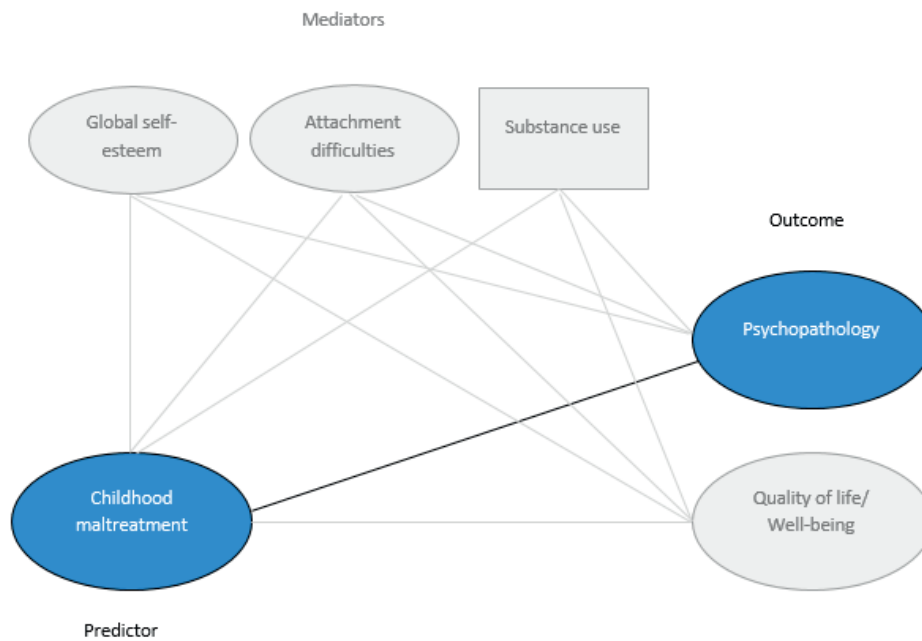 Mediators
Global self-
esteem
Attachment
difficulties
Substance use
Outcome
Psychopathology
Childhood
maltreatment
Quality of life/
Well-being
Predictor